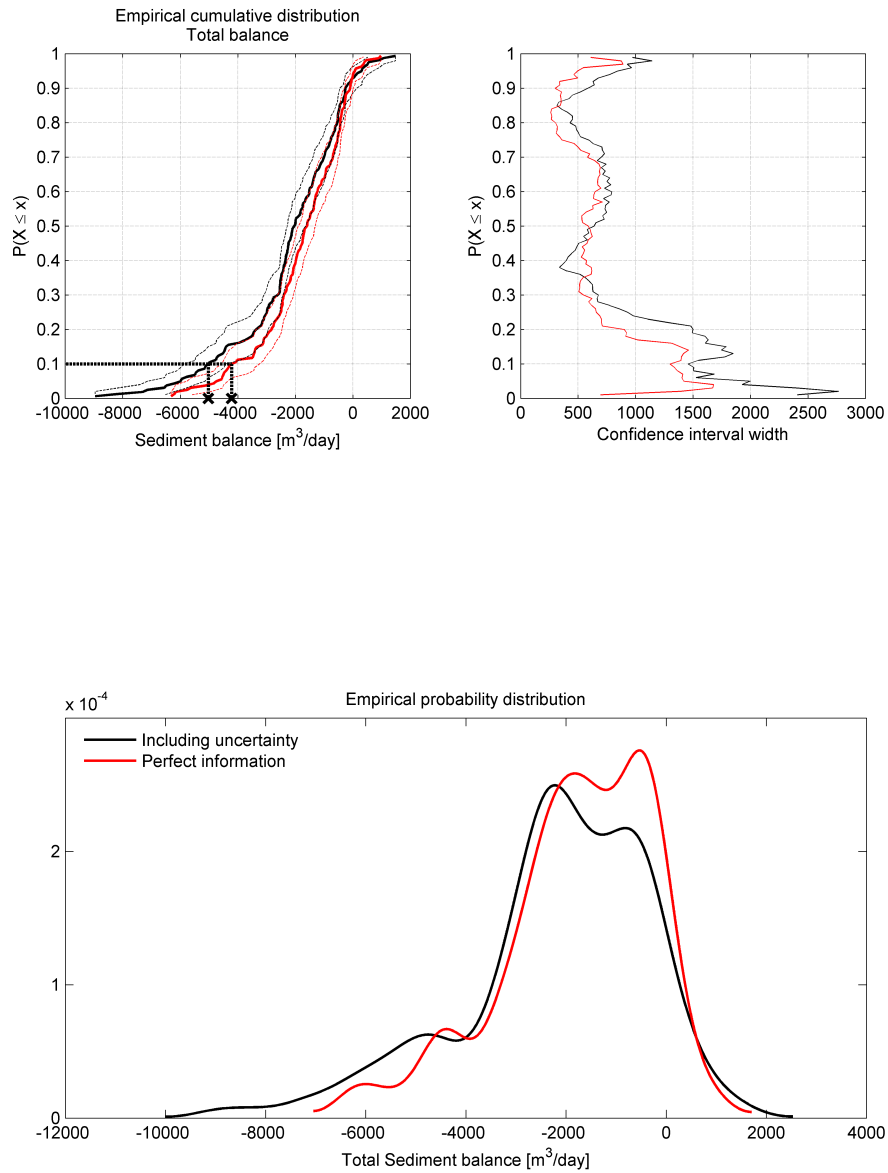 Empirical cumulative distribution
Total balance
1
0.9
0.8
0.7
0.6
0.5
0.4
0.3
0.2
0.1
0
P(X ≤ x)
-10000 -8000 -6000 -4000 -2000 0 2000
Sediment balance [m³/day]
1
0.9
0.8
0.7
0.6
0.5
0.4
0.3
0.2
0.1
0
P(X ≤ x)
0 500 1000 1500 2000 2500 3000
Confidence interval width
x 10⁻⁴
Empirical probability distribution
Including uncertainty
Perfect information
2
1
0
-12000 -10000 -8000 -6000 -4000 -2000 0 2000 4000
Total Sediment balance [m³/day]